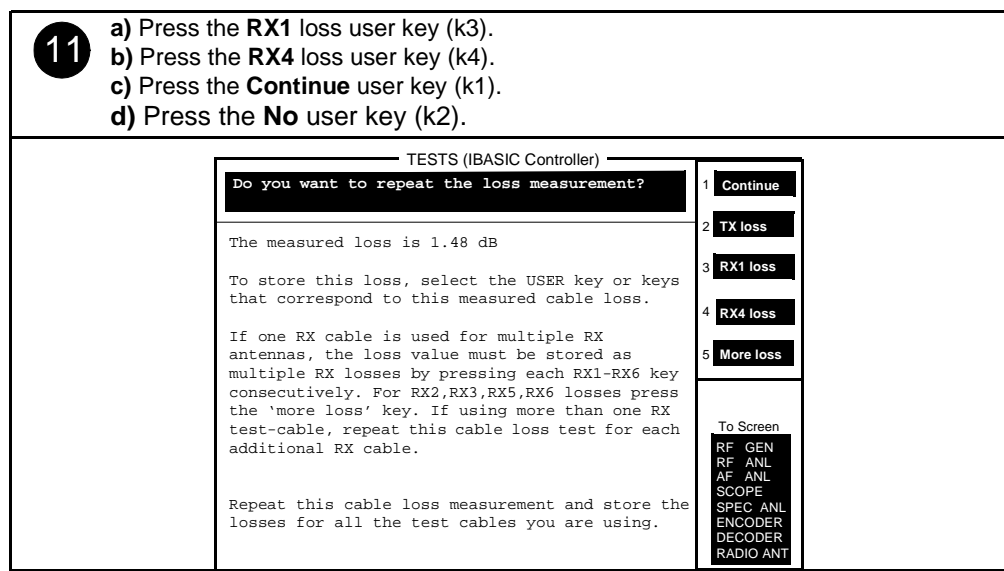 11
a) Press the RX1 loss user key (k3).
b) Press the RX4 loss user key (k4).
c) Press the Continue user key (k1).
d) Press the No user key (k2).
TESTS (IBASIC Controller)
Do you want to repeat the loss measurement?
The measured loss is 1.48 dB
To store this loss, select the USER key or keys
that correspond to this measured cable loss.
If one RX cable is used for multiple RX
antennas, the loss value must be stored as
multiple RX losses by pressing each RX1-RX6 key
consecutively. For RX2,RX3,RX5,RX6 losses press
the ‘more loss’ key. If using more than one RX
test-cable, repeat this cable loss test for each
additional RX cable.
Repeat this cable loss measurement and store the
losses for all the test cables you are using.
1 Continue
2 TX loss
3 RX1 loss
4 RX4 loss
5 More loss
To Screen
RF GEN
RF ANL
AF ANL
SCOPE
SPEC ANL
ENCODER
DECODER
RADIO ANT